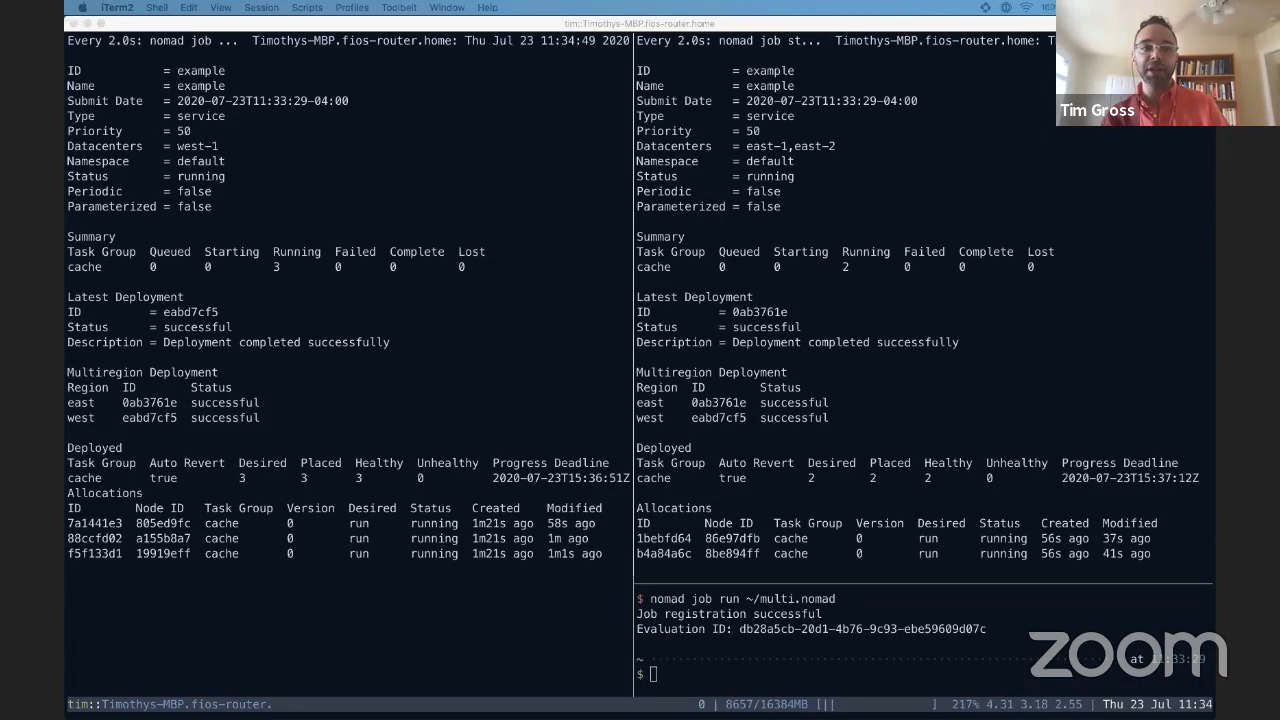 iTerm2 Shell Edit View Session Scripts Profiles Toolbelt Window Help
tim::Timothys-MBP.fios-router.home
Every 2.0s: nomad job ... Timothys-MBP.fios-router.home: Thu Jul 23 11:34:49 2020
ID = example
Name = example
Submit Date = 2020-07-23T11:33:29-04:00
Type = service
Priority = 50
Datacenters = west-1
Namespace = default
Status = running
Periodic = false
Parameterized = false
Summary
Task Group Queued Starting Running Failed Complete Lost
cache 0 0 3 0 0 0
Latest Deployment
ID = eabd7cf5
Status = successful
Description = Deployment completed successfully
Multiregion Deployment
Region ID Status
east 0ab3761e successful
west eabd7cf5 successful
Deployed
Task Group Auto Revert Desired Placed Healthy Unhealthy Progress Deadline
cache true 3 3 3 0 2020-07-23T15:36:51Z
Allocations
ID Node ID Task Group Version Desired Status Created Modified
7a1441e3 805ed9fc cache 0 run running 1m21s ago 58s ago
88ccfd02 a155b8a7 cache 0 run running 1m21s ago 1m ago
f5f133d1 19919eff cache 0 run running 1m21s ago 1m1s ago
Every 2.0s: nomad job st... Timothys-MBP.fios-router.home: T
ID = example
Name = example
Submit Date = 2020-07-23T11:33:29-04:00
Type = service
Priority = 50
Datacenters = east-1,east-2
Namespace = default
Status = running
Periodic = false
Parameterized = false
Summary
Task Group Queued Starting Running Failed Complete Lost
cache 0 0 2 0 0 0
Latest Deployment
ID = 0ab3761e
Status = successful
Description = Deployment completed successfully
Multiregion Deployment
Region ID Status
east 0ab3761e successful
west eabd7cf5 successful
Deployed
Task Group Auto Revert Desired Placed Healthy Unhealthy Progress Deadline
cache true 2 2 2 0 2020-07-23T15:37:12Z
Allocations
ID Node ID Task Group Version Desired Status Created Modified
1bebfd64 86e97dfb cache 0 run running 56s ago 37s ago
b4a84a6c 8be894ff cache 0 run running 56s ago 41s ago
$ nomad job run ~/multi.nomad
Job registration successful
Evaluation ID: db28a5cb-20d1-4b76-9c93-ebe59609d07c
~ at 11:33:29
$
tim::Timothys-MBP.fios-router. 0 | 8657/16384MB [|| ] 217% 4.31 3.18 2.55 | Thu 23 Jul 11:34
Tim Gross
zoom